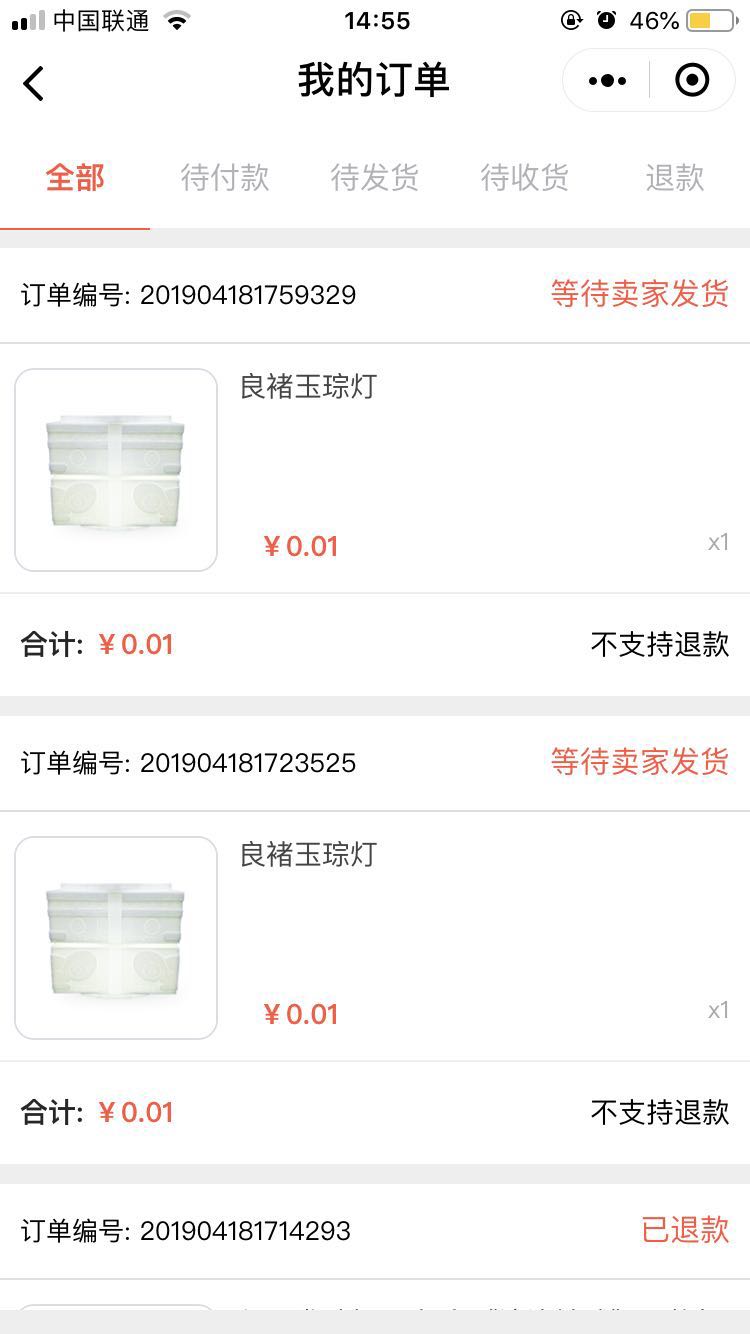 中国联通
14:55
46%
我的订单
全部 待付款 待发货 待收货 退款
订单编号: 201904181759329 等待卖家发货
良褚玉琮灯
¥ 0.01 x1
合计: ¥ 0.01 不支持退款
订单编号: 201904181723525 等待卖家发货
良褚玉琮灯
¥ 0.01 x1
合计: ¥ 0.01 不支持退款
订单编号: 201904181714293 已退款